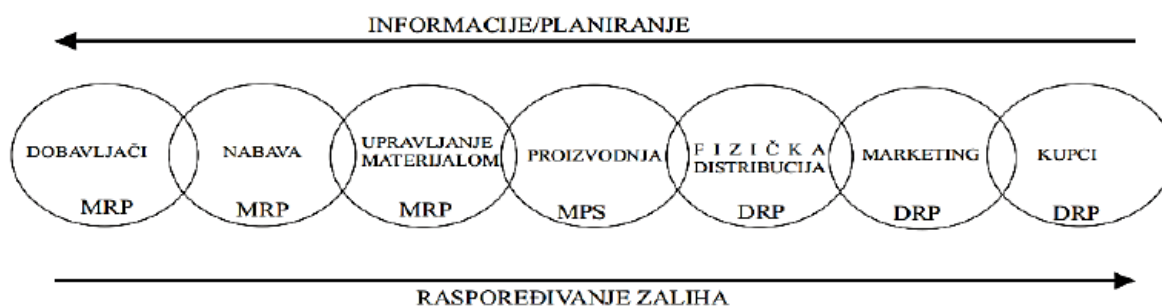 INFORMACIJE/PLANIRANJE
DOBAVLJAČI
MRP
NABAVA
MRP
UPRAVLJANJE
MATERIJALOM
MRP
PROIZVODNJA
MPS
FIZIČKA
DISTRIBUCIJA
DRP
MARKETING
DRP
KUPCI
DRP
RASPOREĐIVANJE ZALIHA